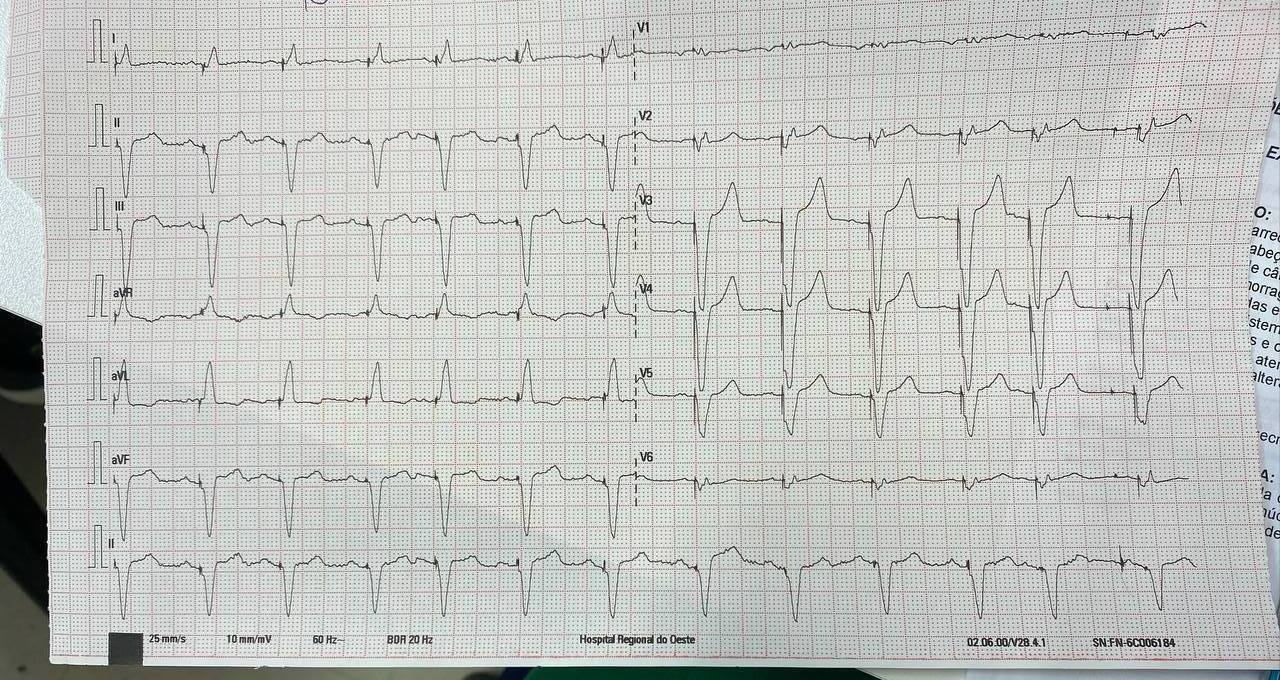 I
V1
II
V2
III
V3
aVR
V4
aVL
V5
aVF
V6
II
25 mm/s 10 mm/mV 60 Hz~ BDR 20 Hz Hospital Regional do Oeste 02.06.00/V28.4.1 SN:FN-6C006184
O: